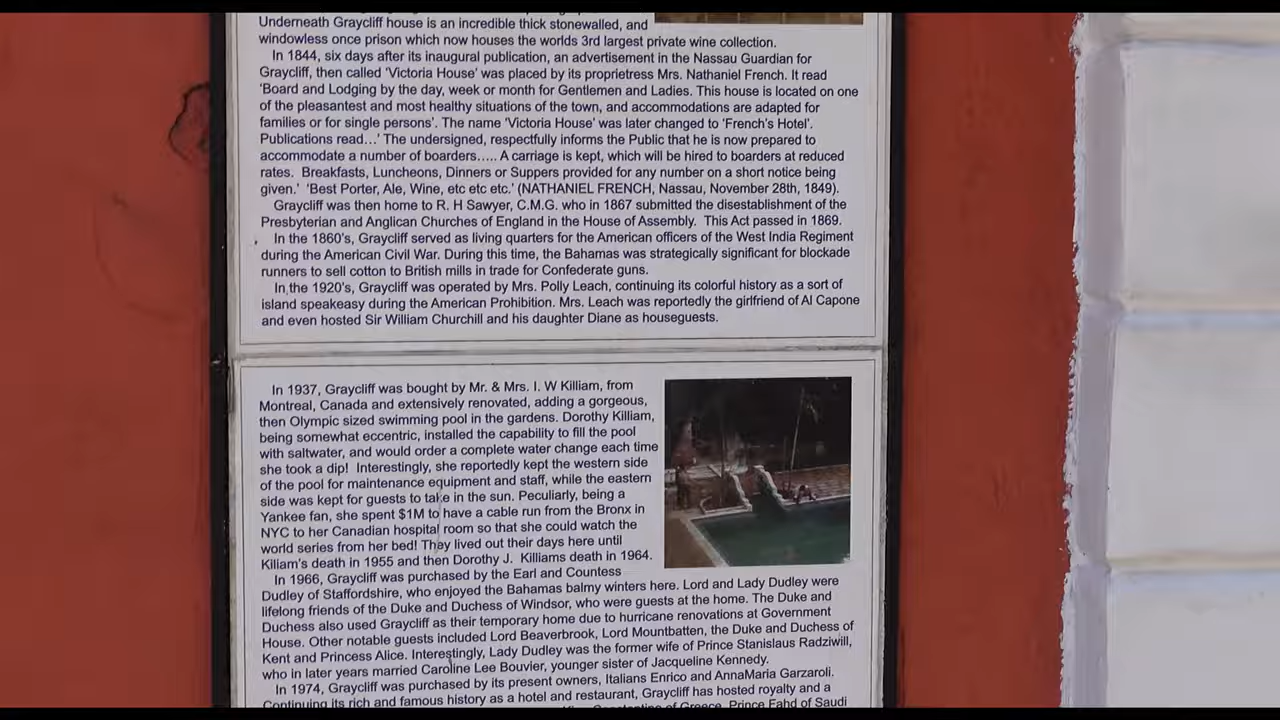 Underneath Graycliff house is an incredible thick stonewalled, and
windowless once prison which now houses the worlds 3rd largest private wine collection.
In 1844, six days after its inaugural publication, an advertisement in the Nassau Guardian for
Graycliff, then called 'Victoria House' was placed by its proprietress Mrs. Nathaniel French. It read
'Board and Lodging by the day, week or month for Gentlemen and Ladies. This house is located on one
of the pleasantest and most healthy situations of the town, and accommodations are adapted for
families or for single persons'. The name 'Victoria House' was later changed to 'French's Hotel'.
Publications read...' The undersigned, respectfully informs the Public that he is now prepared to
accommodate a number of boarders..... A carriage is kept, which will be hired to boarders at reduced
rates. Breakfasts, Luncheons, Dinners or Suppers provided for any number on a short notice being
given.' 'Best Porter, Ale, Wine, etc etc etc.' (NATHANIEL FRENCH, Nassau, November 28th, 1849).
Graycliff was then home to R. H Sawyer, C.M.G. who in 1867 submitted the disestablishment of the
Presbyterian and Anglican Churches of England in the House of Assembly. This Act passed in 1869.
In the 1860's, Graycliff served as living quarters for the American officers of the West India Regiment
during the American Civil War. During this time, the Bahamas was strategically significant for blockade
runners to sell cotton to British mills in trade for Confederate guns.
In the 1920's, Graycliff was operated by Mrs. Polly Leach, continuing its colorful history as a sort of
island speakeasy during the American Prohibition. Mrs. Leach was reportedly the girlfriend of Al Capone
and even hosted Sir William Churchill and his daughter Diane as houseguests.
In 1937, Graycliff was bought by Mr. & Mrs. I. W Killiam, from
Montreal, Canada and extensively renovated, adding a gorgeous,
then Olympic sized swimming pool in the gardens. Dorothy Killiam,
being somewhat eccentric, installed the capability to fill the pool
with saltwater, and would order a complete water change each time
she took a dip! Interestingly, she reportedly kept the western side
of the pool for maintenance equipment and staff, while the eastern
side was kept for guests to take in the sun. Peculiarly, being a
Yankee fan, she spent $1M to have a cable run from the Bronx in
NYC to her Canadian hospital room so that she could watch the
world series from her bed! They lived out their days here until
Kiliam's death in 1955 and then Dorothy J. Killiams death in 1964.
In 1966, Graycliff was purchased by the Earl and Countess
Dudley of Staffordshire, who enjoyed the Bahamas balmy winters here. Lord and Lady Dudley were
lifelong friends of the Duke and Duchess of Windsor, who were guests at the home. The Duke and
Duchess also used Graycliff as their temporary home due to hurricane renovations at Government
House. Other notable guests included Lord Beaverbrook, Lord Mountbatten, the Duke and Duchess of
Kent and Princess Alice. Interestingly, Lady Dudley was the former wife of Prince Stanislaus Radziwill,
who in later years married Caroline Lee Bouvier, younger sister of Jacqueline Kennedy.
In 1974, Graycliff was purchased by its present owners, Italians Enrico and AnnaMaria Garzaroli.
Continuing its rich and famous history as a hotel and restaurant, Graycliff has hosted royalty and a
Constantine of Greece, Prince Fahd of Saudi